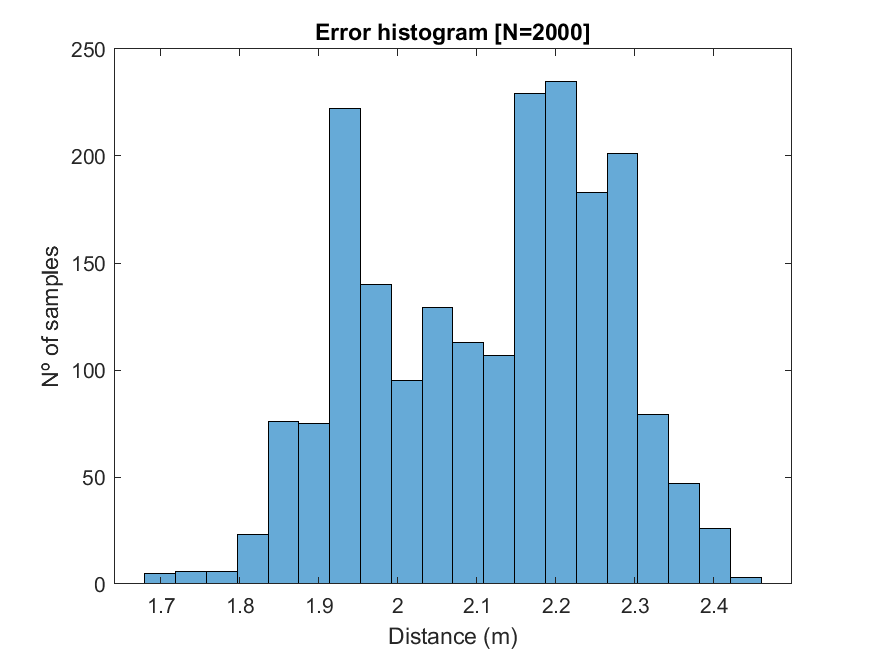 Error histogram [N=2000]
250
200
150
100
50
0
Nº of samples
1.7 1.8 1.9 2 2.1 2.2 2.3 2.4
Distance (m)